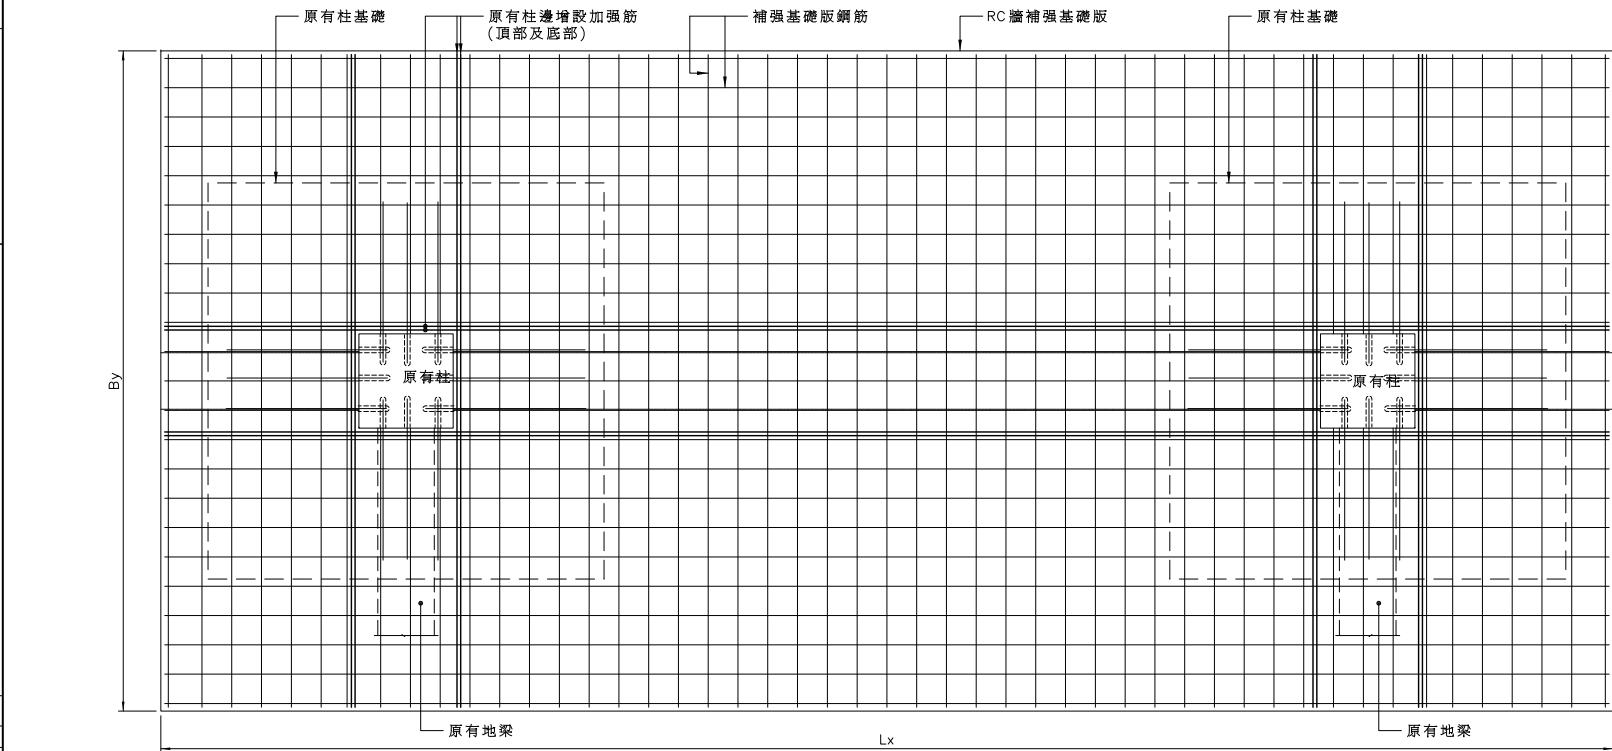 原有柱基礎
原有柱邊增設加强筋
(頂部及底部)
補强基礎版鋼筋
RC牆補强基礎版
原有柱基礎
By
原有柱
原有柱
原有地梁
原有地梁
Lx